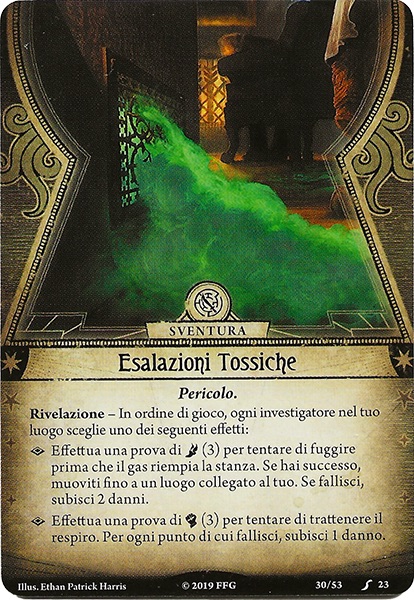 SVENTURA
Esalazioni Tossiche
Pericolo.
Rivelazione – In ordine di gioco, ogni investigatore nel tuo
luogo sceglie uno dei seguenti effetti:
Effettua una prova di (3) per tentare di fuggire
prima che il gas riempia la stanza. Se hai successo,
muoviti fino a un luogo collegato al tuo. Se fallisci,
subisci 2 danni.
Effettua una prova di (3) per tentare di trattenere il
respiro. Per ogni punto di cui fallisci, subisci 1 danno.
Illus. Ethan Patrick Harris © 2019 FFG 30/53 23